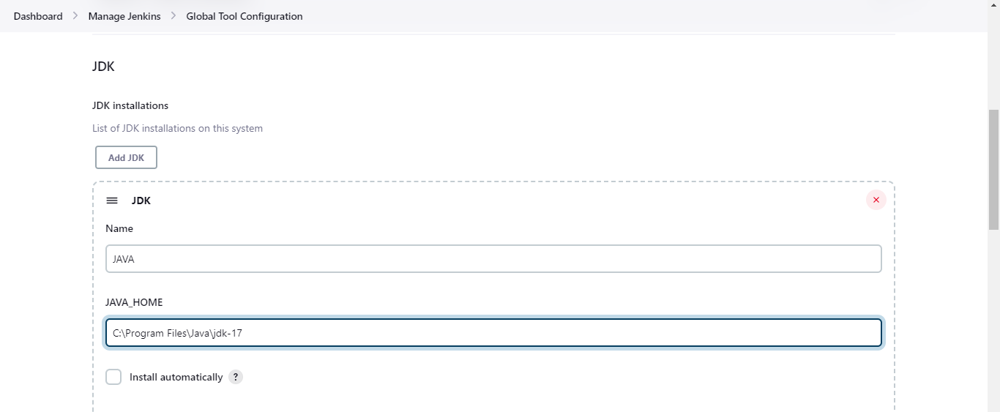 Dashboard > Manage Jenkins > Global Tool Configuration
JDK
JDK installations
List of JDK installations on this system
Add JDK
JDK
Name
JAVA
JAVA_HOME
C:\Program Files\Java\jdk-17
Install automatically ?